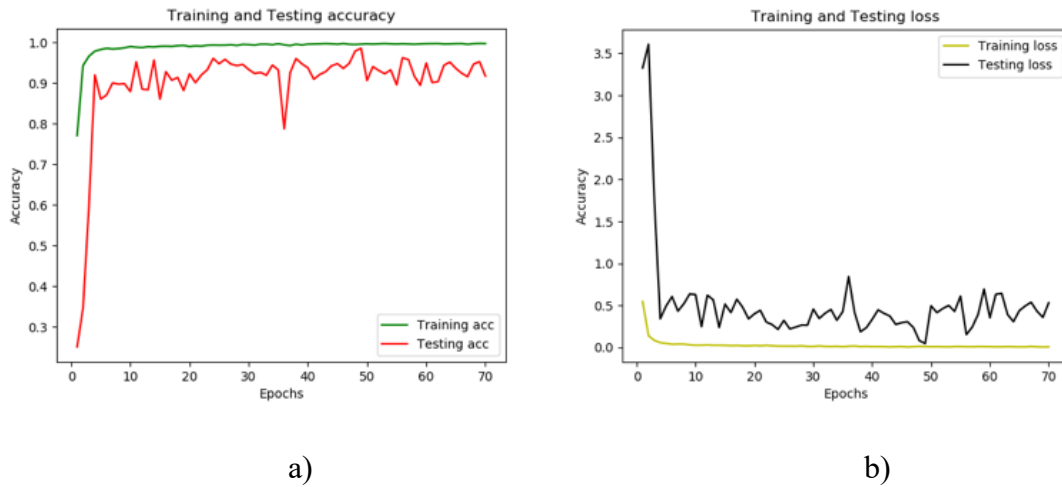 Training and Testing accuracy
1.0
0.9
0.8
0.7
0.6
0.5
0.4
0.3
Accuracy
Training acc
Testing acc
0 10 20 30 40 50 60 70
Epochs
a)
Training and Testing loss
3.5
3.0
2.5
2.0
1.5
1.0
0.5
0.0
Accuracy
Training loss
Testing loss
0 10 20 30 40 50 60 70
Epochs
b)